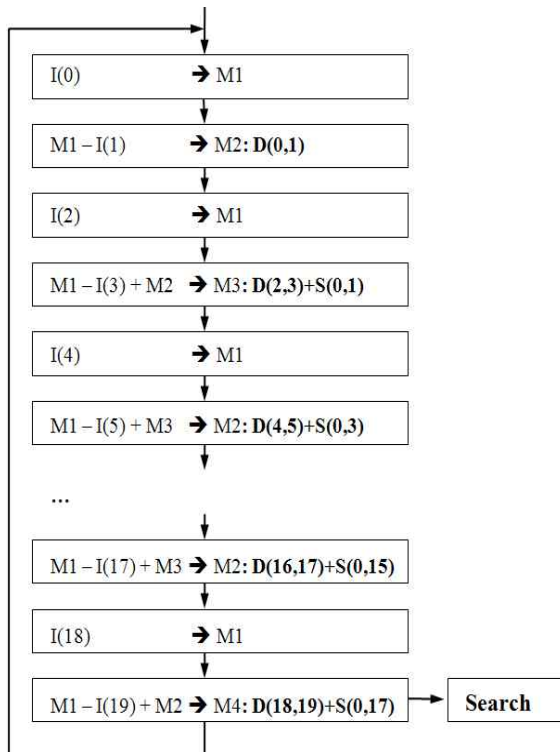 I(0) ➔ M1
M1 – I(1) ➔ M2: D(0,1)
I(2) ➔ M1
M1 – I(3) + M2 ➔ M3: D(2,3)+S(0,1)
I(4) ➔ M1
M1 – I(5) + M3 ➔ M2: D(4,5)+S(0,3)
...
M1 – I(17) + M3 ➔ M2: D(16,17)+S(0,15)
I(18) ➔ M1
M1 – I(19) + M2 ➔ M4: D(18,19)+S(0,17)
Search